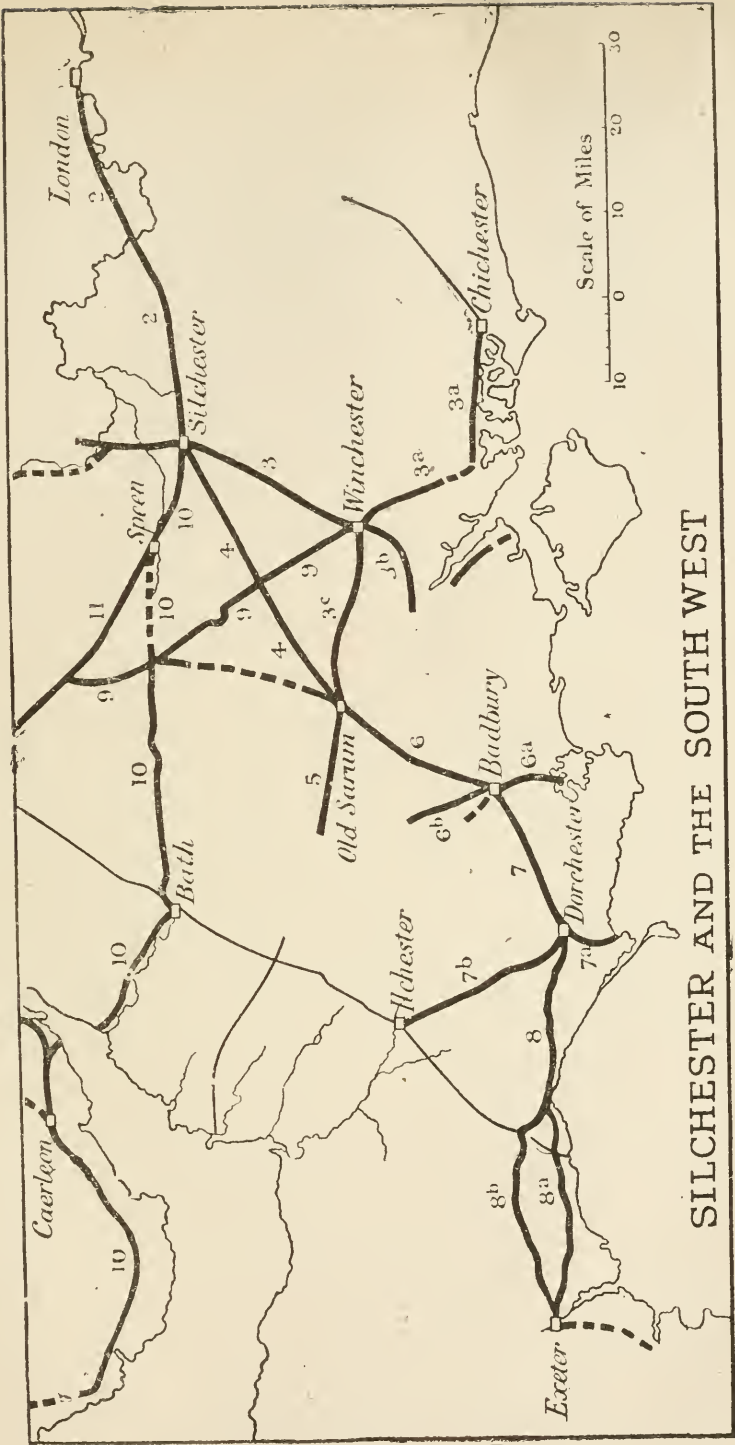 London
2
2
Silchester
Speen
10
10
11
9
9
9
3
4
4
Winchester
3a
3a
3b
3c
Chichester
Old Sarum
5
6
Badbury
6a
6b
7
Dorchester
7a
7b
Ilchester
8
8a
8b
Exeter
10
Bath
10
Caerleon
10
Scale of Miles
10 0 10 20 30
SILCHESTER AND THE SOUTH WEST